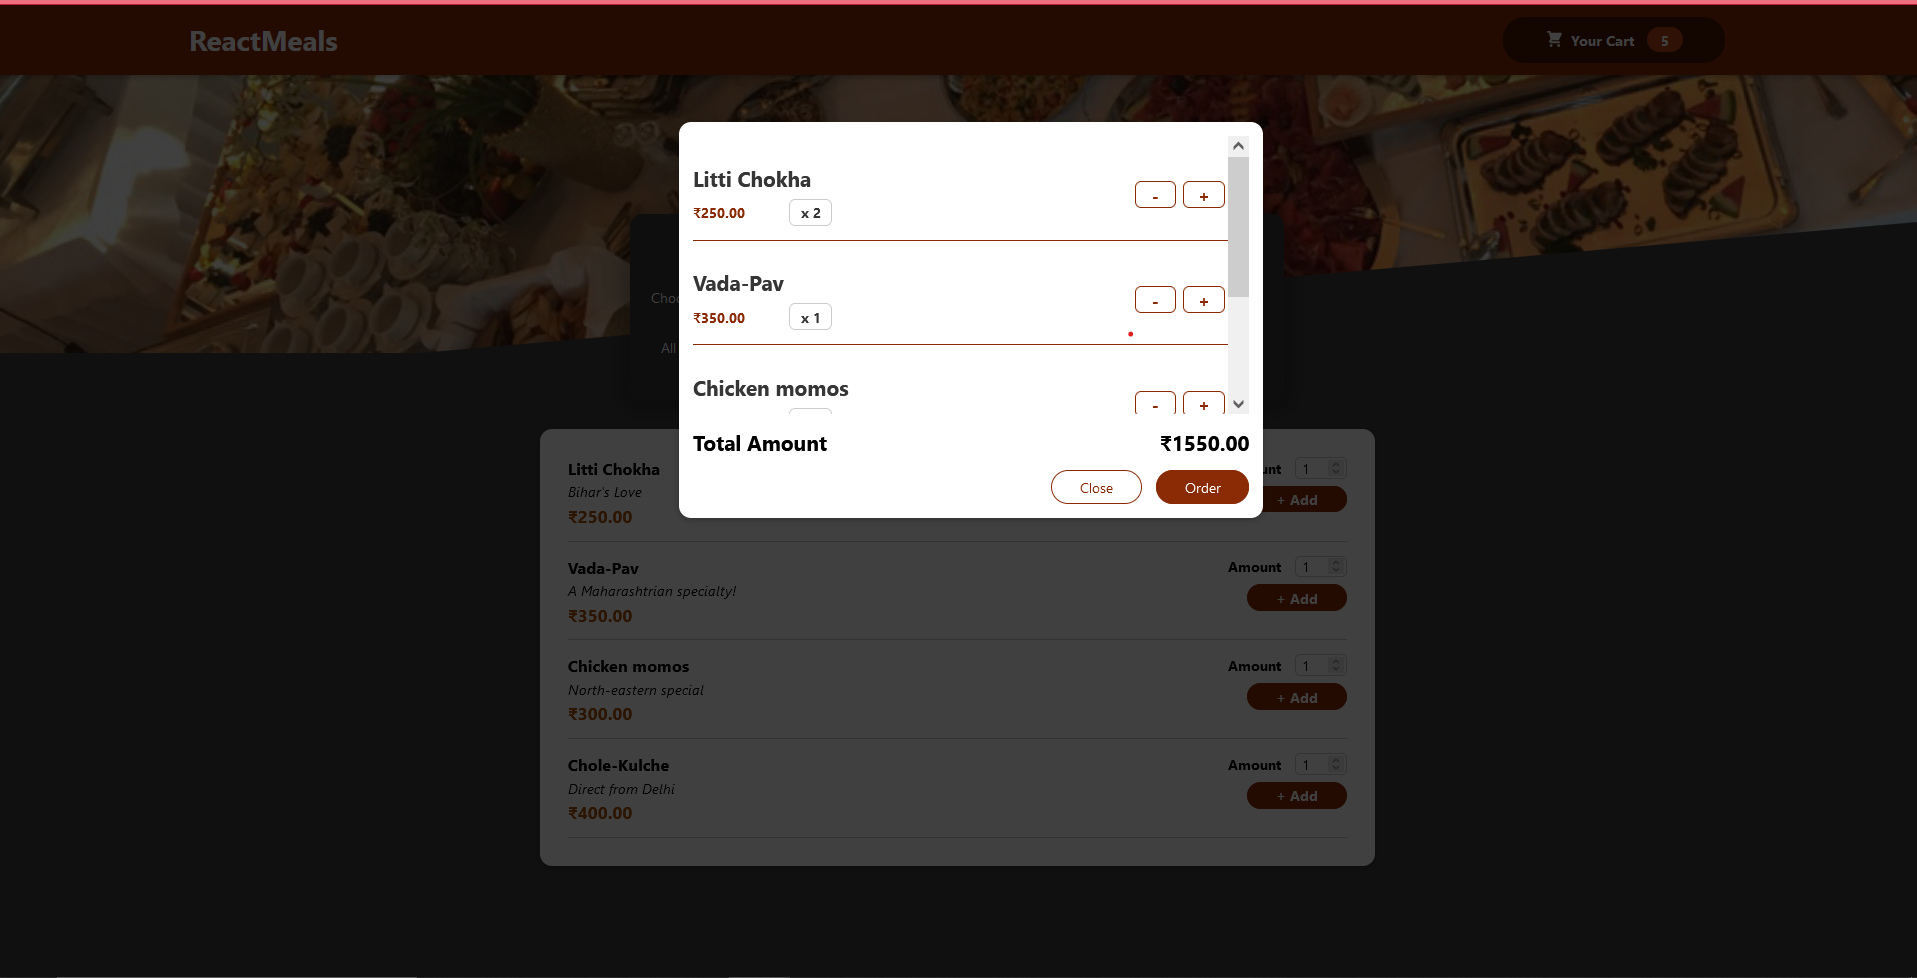 ReactMeals
Your Cart 5
Litti Chokha
₹250.00 x 2
- +
Vada-Pav
₹350.00 x 1
- +
Chicken momos
- +
Total Amount ₹1550.00
Close Order
All
Litti Chokha
Bihar's Love
₹250.00
1
+ Add
Vada-Pav
A Maharashtrian specialty!
₹350.00
Amount 1
+ Add
Chicken momos
North-eastern special
₹300.00
Amount 1
+ Add
Chole-Kulche
Direct from Delhi
₹400.00
Amount 1
+ Add